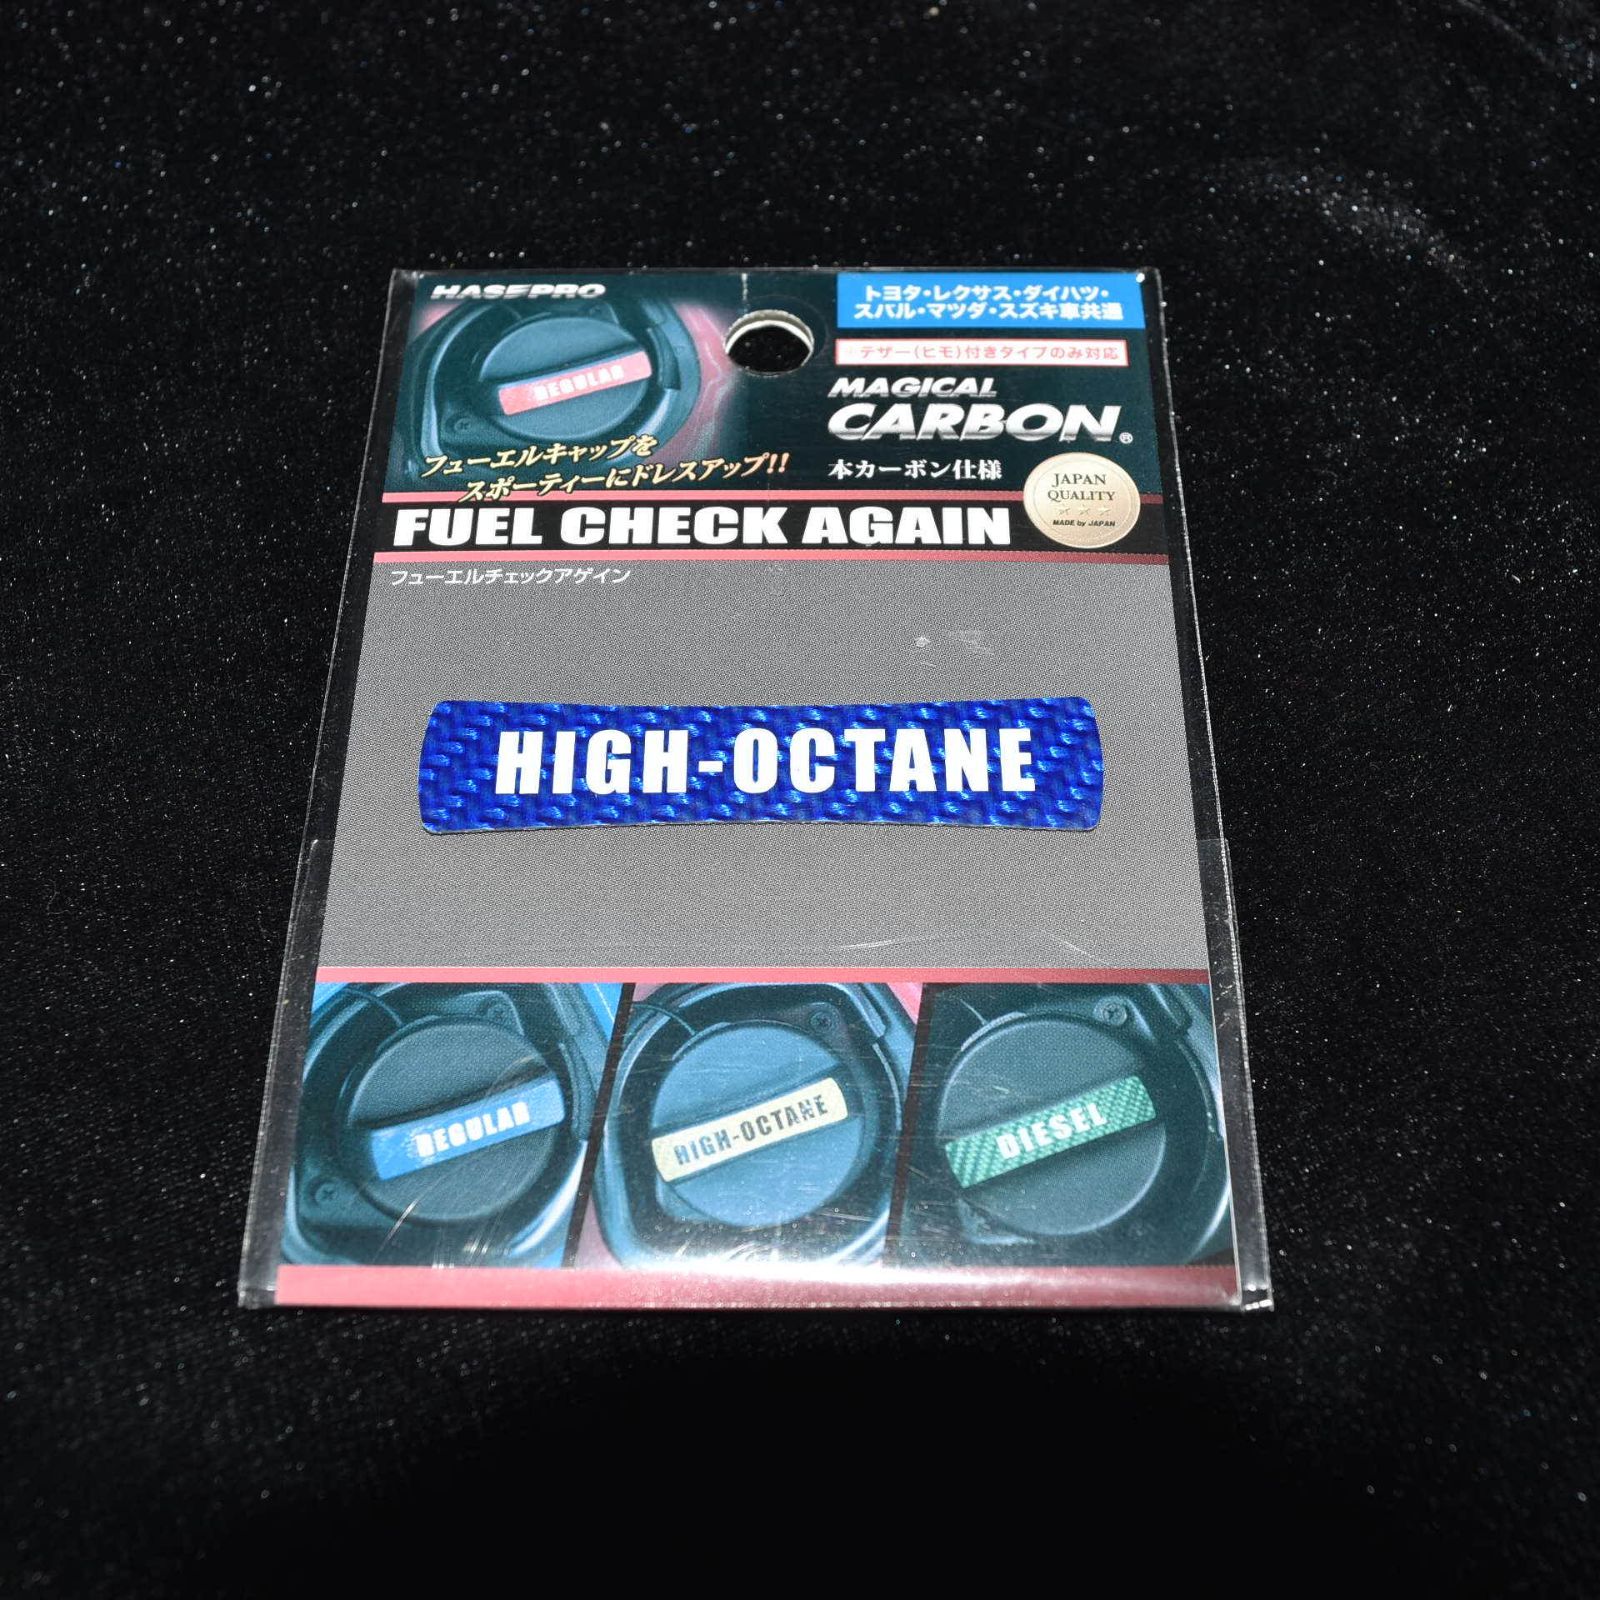 HASEPRO
トヨタ・レクサス・ダイハツ・
スバル・マツダ・スズキ車共通
テザー(ヒモ)付きタイプのみ対応
REGULAR
MAGICAL
CARBON®
フューエルキャップを
スポーティーにドレスアップ!!
本カーボン仕様
JAPAN
QUALITY
★★★
MADE by JAPAN
FUEL CHECK AGAIN
フューエルチェックアゲイン
HIGH-OCTANE
REGULAR
HIGH-OCTANE
DIESEL